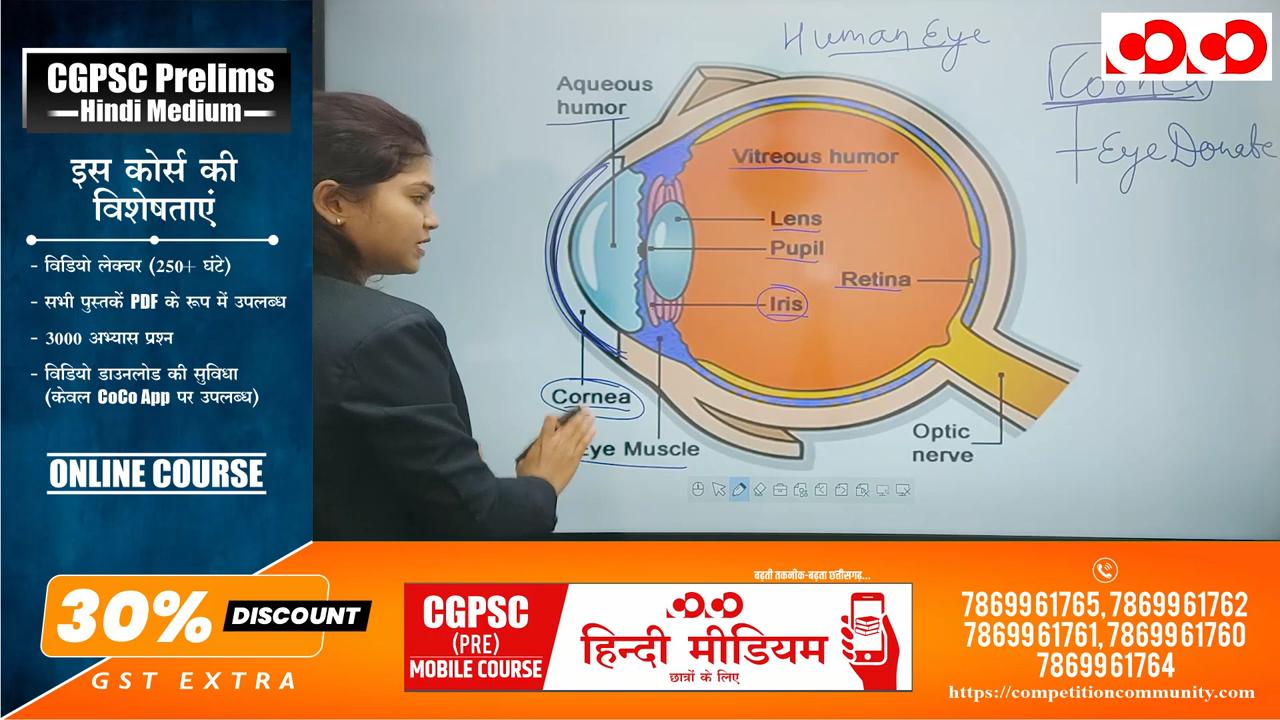 CGPSC Prelims
Hindi Medium
इस कोर्स की
विशेषताएं
- विडियो लेक्चर (250+ घंटे)
- सभी पुस्तकें PDF के रूप में उपलब्ध
- 3000 अभ्यास प्रश्न
- विडियो डाउनलोड की सुविधा
(केवल CoCo App पर उपलब्ध)
ONLINE COURSE
30% DISCOUNT
GST EXTRA
Human Eye
Eye Donate
Aqueous
humor
Vitreous humor
Lens
Pupil
Retina
Iris
Cornea
Eye Muscle
Optic
nerve
बढ़ती तकनीक-बढ़ता छत्तीसगढ़...
CGPSC
(PRE)
MOBILE COURSE
हिन्दी मीडियम
छात्रों के लिए
7869961765, 7869961762
7869961761, 7869961760
7869961764
https://competitioncommunity.com